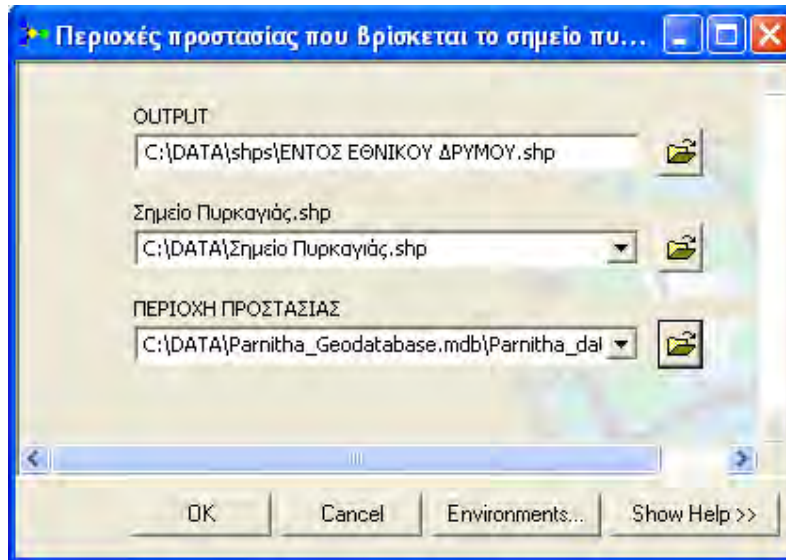 Περιοχές προστασίας που βρίσκεται το σημείο πυ...
OUTPUT
C:\DATA\shps\ΕΝΤΟΣ ΕΘΝΙΚΟΥ ΔΡΥΜΟΥ.shp
Σημείο Πυρκαγιάς.shp
C:\DATA\Σημείο Πυρκαγιάς.shp
ΠΕΡΙΟΧΗ ΠΡΟΣΤΑΣΙΑΣ
C:\DATA\Parnitha_Geodatabase.mdb\Parnitha_dat
OK Cancel Environments... Show Help >>